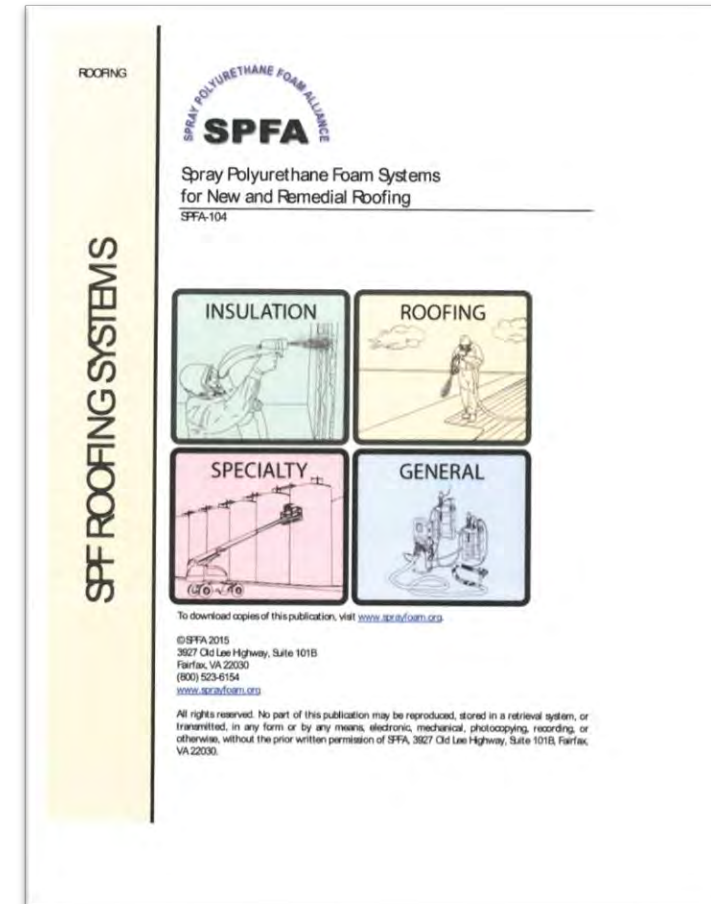 ROOFING
SPRAY POLYURETHANE FOAM ALLIANCE
SPFA
Spray Polyurethane Foam Systems
for New and Remedial Roofing
SPFA-104
SPF ROOFING SYSTEMS
INSULATION
ROOFING
SPECIALTY
GENERAL
To download copies of this publication, visit www.sprayfoam.org.
© SPFA 2015
3927 Old Lee Highway, Suite 101B
Fairfax, VA 22030
(800) 523-6154
www.sprayfoam.org
All rights reserved. No part of this publication may be reproduced, stored in a retrieval system, or
transmitted, in any form or by any means, electronic, mechanical, photocopying, recording, or
otherwise, without the prior written permission of SPFA, 3927 Old Lee Highway, Suite 101B, Fairfax,
VA 22030.